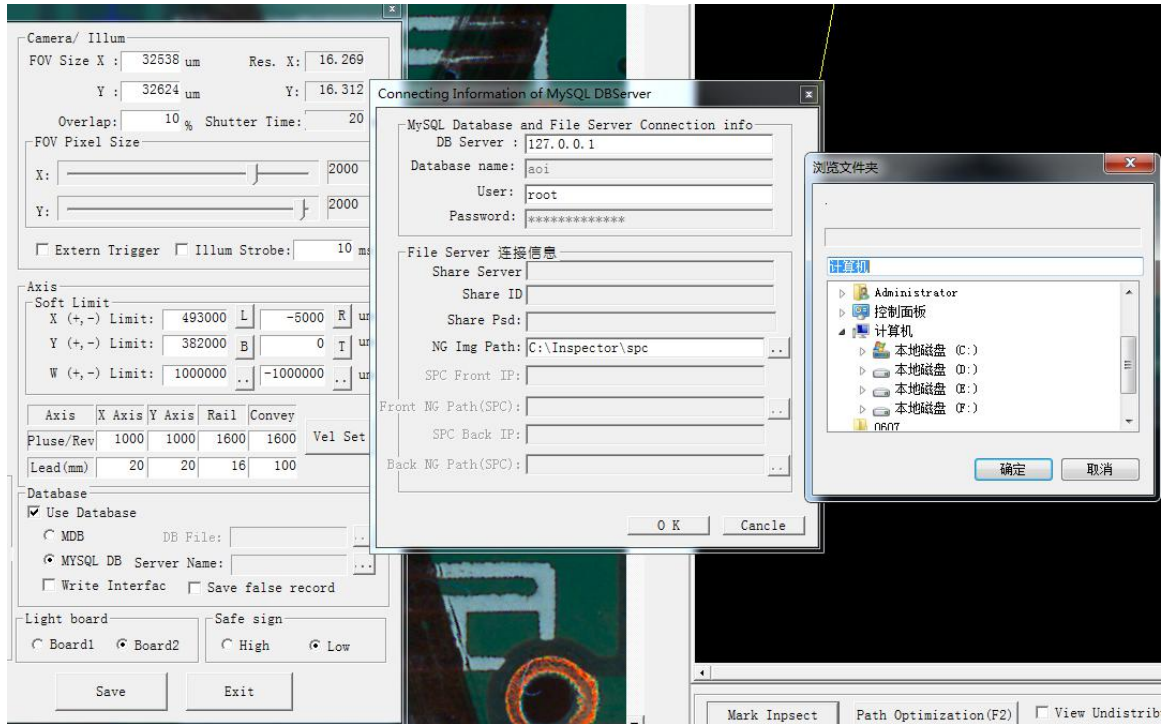 Camera/ Illum
FOV Size X : 32538 um Res. X: 16.269
Y : 32624 um Y: 16.312
Overlap: 10 % Shutter Time: 20
FOV Pixel Size
X: 2000
Y: 2000
Extern Trigger Illum Strobe: 10 ms
Axis
Soft Limit
X (+,-) Limit: 493000 L -5000 R um
Y (+,-) Limit: 382000 B 0 T um
W (+,-) Limit: 1000000 .. -1000000 .. um
Axis X Axis Y Axis Rail Convey
Pluse/Rev 1000 1000 1600 1600 Vel Set
Lead(mm) 20 20 16 100
Database
Use Database
MDB DB File: ..
MYSQL DB Server Name: ...
Write Interfac Save false record
Light board
Board1 Board2
Safe sign
High Low
Save Exit
Connecting Information of MySQL DBServer
MySQL Database and File Server Connection info
DB Server : 127.0.0.1
Database name: aoi
User: root
Password: *************
File Server 连接信息
Share Server
Share ID
Share Psd:
NG Img Path: C:\Inspector\spc ..
SPC Front IP:
Front NG Path(SPC): ..
SPC Back IP:
Back NG Path(SPC): ..
O K Cancle
浏览文件夹
.
计算机
Administrator
控制面板
计算机
本地磁盘 (C:)
本地磁盘 (D:)
本地磁盘 (E:)
本地磁盘 (F:)
0607
确定 取消
Mark Inpsect Path Optimization(F2) View Undistrib